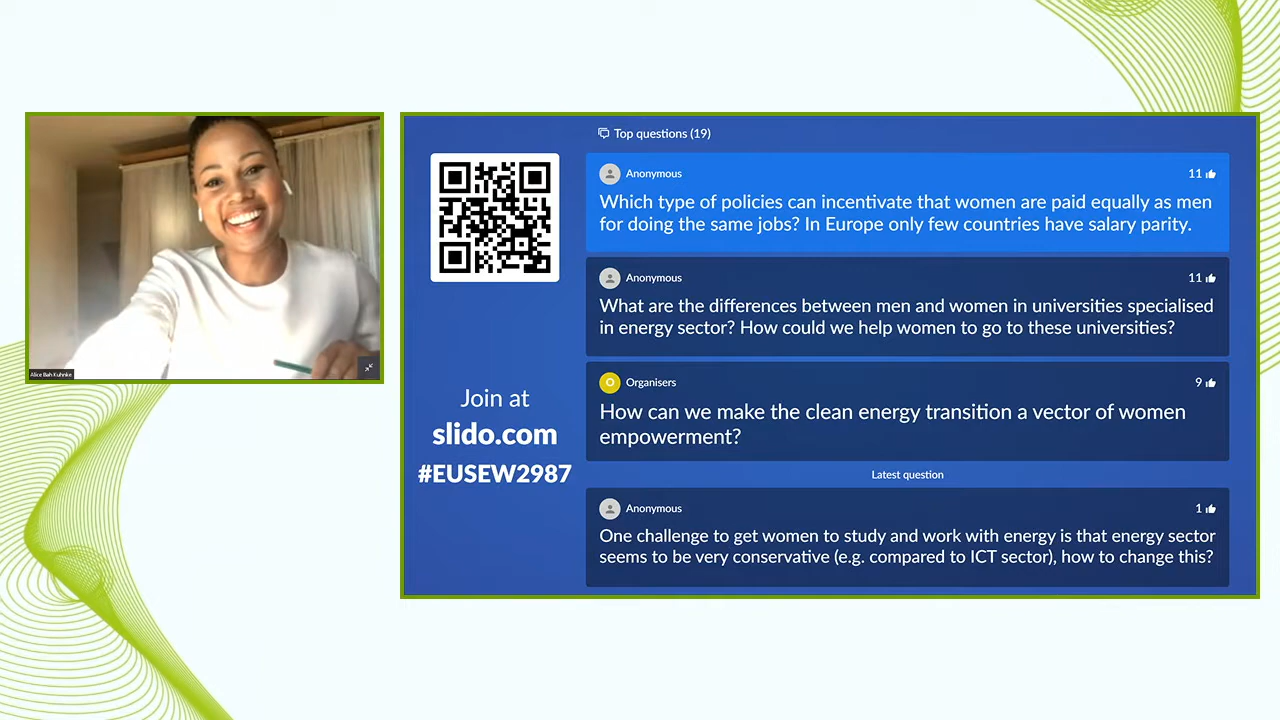 Alice Bah Kuhnke
Join at
slido.com
#EUSEW2987
Top questions (19)
Anonymous
11
Which type of policies can incentivate that women are paid equally as men
for doing the same jobs? In Europe only few countries have salary parity.
Anonymous
11
What are the differences between men and women in universities specialised
in energy sector? How could we help women to go to these universities?
O
Organisers
9
How can we make the clean energy transition a vector of women
empowerment?
Latest question
Anonymous
1
One challenge to get women to study and work with energy is that energy sector
seems to be very conservative (e.g. compared to ICT sector), how to change this?